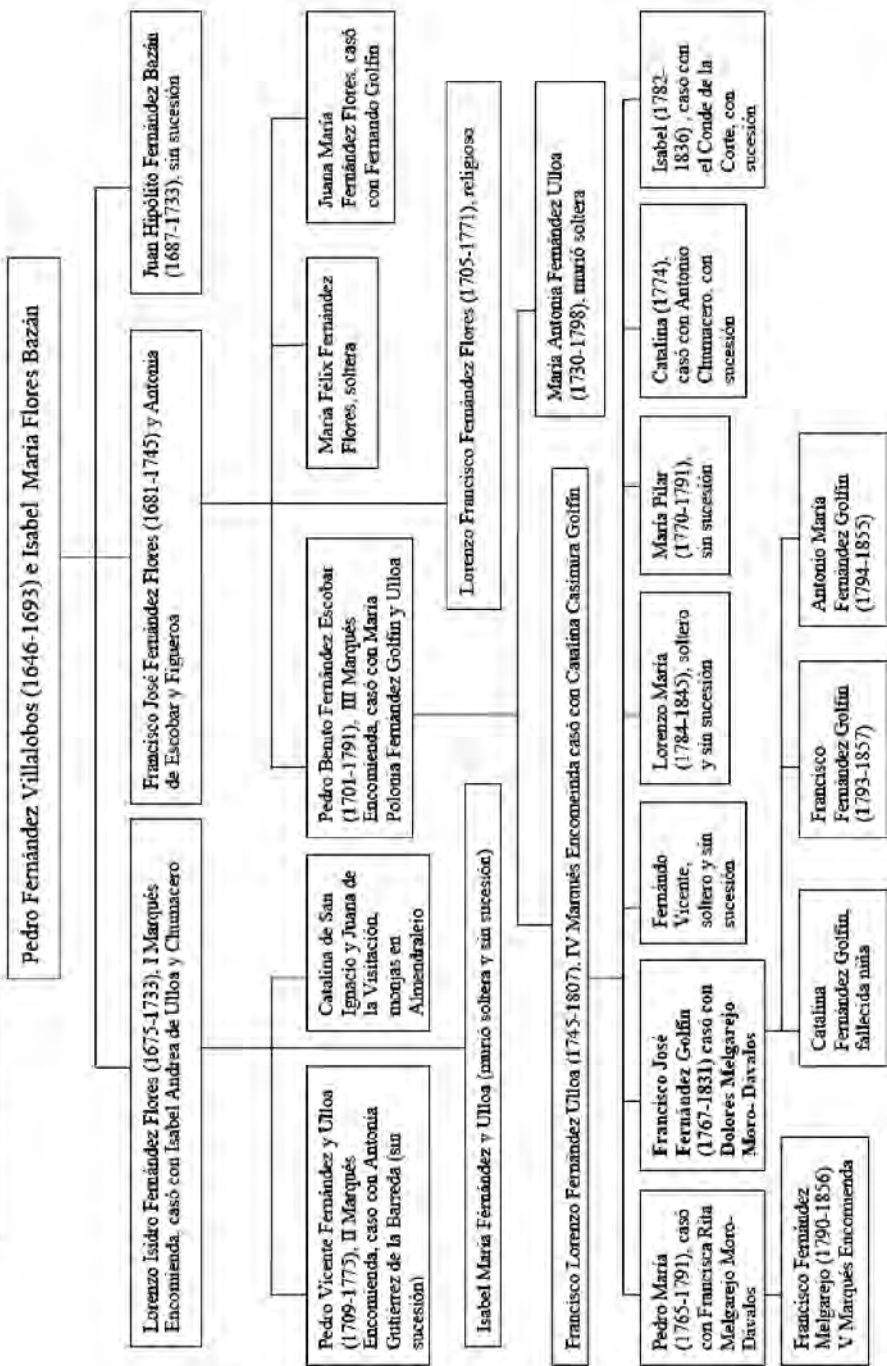 Pedro Fernández Villalobos (1646-1693) e Isabel María Flores Bazán
Lorenzo Isidro Fernández Flores (1675-1733), I Marqués
Encomienda, casó con Isabel Andrea de Ulloa y Chumacero
Francisco José Fernández Flores (1681-1745) y Antonia
de Escobar y Figueroa
Juan Hipólito Fernández Bazán
(1687-1733), sin sucesión
Pedro Vicente Fernández y Ulloa
(1709-1775), II Marqués
Encomienda, caso con Antonia
Gutiérrez de la Barreda (sin
sucesión)
Catalina de San
Ignacio y Juana de
la Visitación,
monjas en
Almendralejo
Pedro Benito Fernández Escobar
(1701-1791), III Marqués
Encomienda, casó con María
Polonia Fernández Golfín y Ulloa
María Félix Fernández
Flores, soltera
Juana María
Fernández Flores, casó
con Fernando Golfín
Isabel María Férnández y Ulloa (murió soltera y sin sucesión)
Lorenzo Francisco Fernández Flores (1705-1771), religioso
Francisco Lorenzo Fernández Ulloa (1745-1807), IV Marqués Encomeinda casó con Catalina Casimira Golfín
María Antonia Fernández Ulloa
(1730-1798), murió soltera
Pedro María
(1765-1791), casó
con Francisca Rita
Melgarejo Moro-
Dávalos
Francisco José
Fernández Golfín
(1767-1831) casó con
Dolores Melgarejo
Moro- Dávalos
Fernándo
Vicente,
soltero y sin
sucesión
Lorenzo María
(1784-1845), soltero
y sin sucesión
María Pilar
(1770-1791),
sin sucesión
Catalina (1774),
casó con Antonio
Chumacero, con
sucesión
Isabel (1782-
1836) , casó con
el Conde de la
Corte, con
sucesión
Francisco Fernández
Melgarejo (1790-1856)
V Marqués Encomienda
Catalina
Fernández Golfín,
fallecida niña
Francisco
Fernández Golfín
(1793-1857)
Antonio María
Fernández Golfín
(1794-1855)